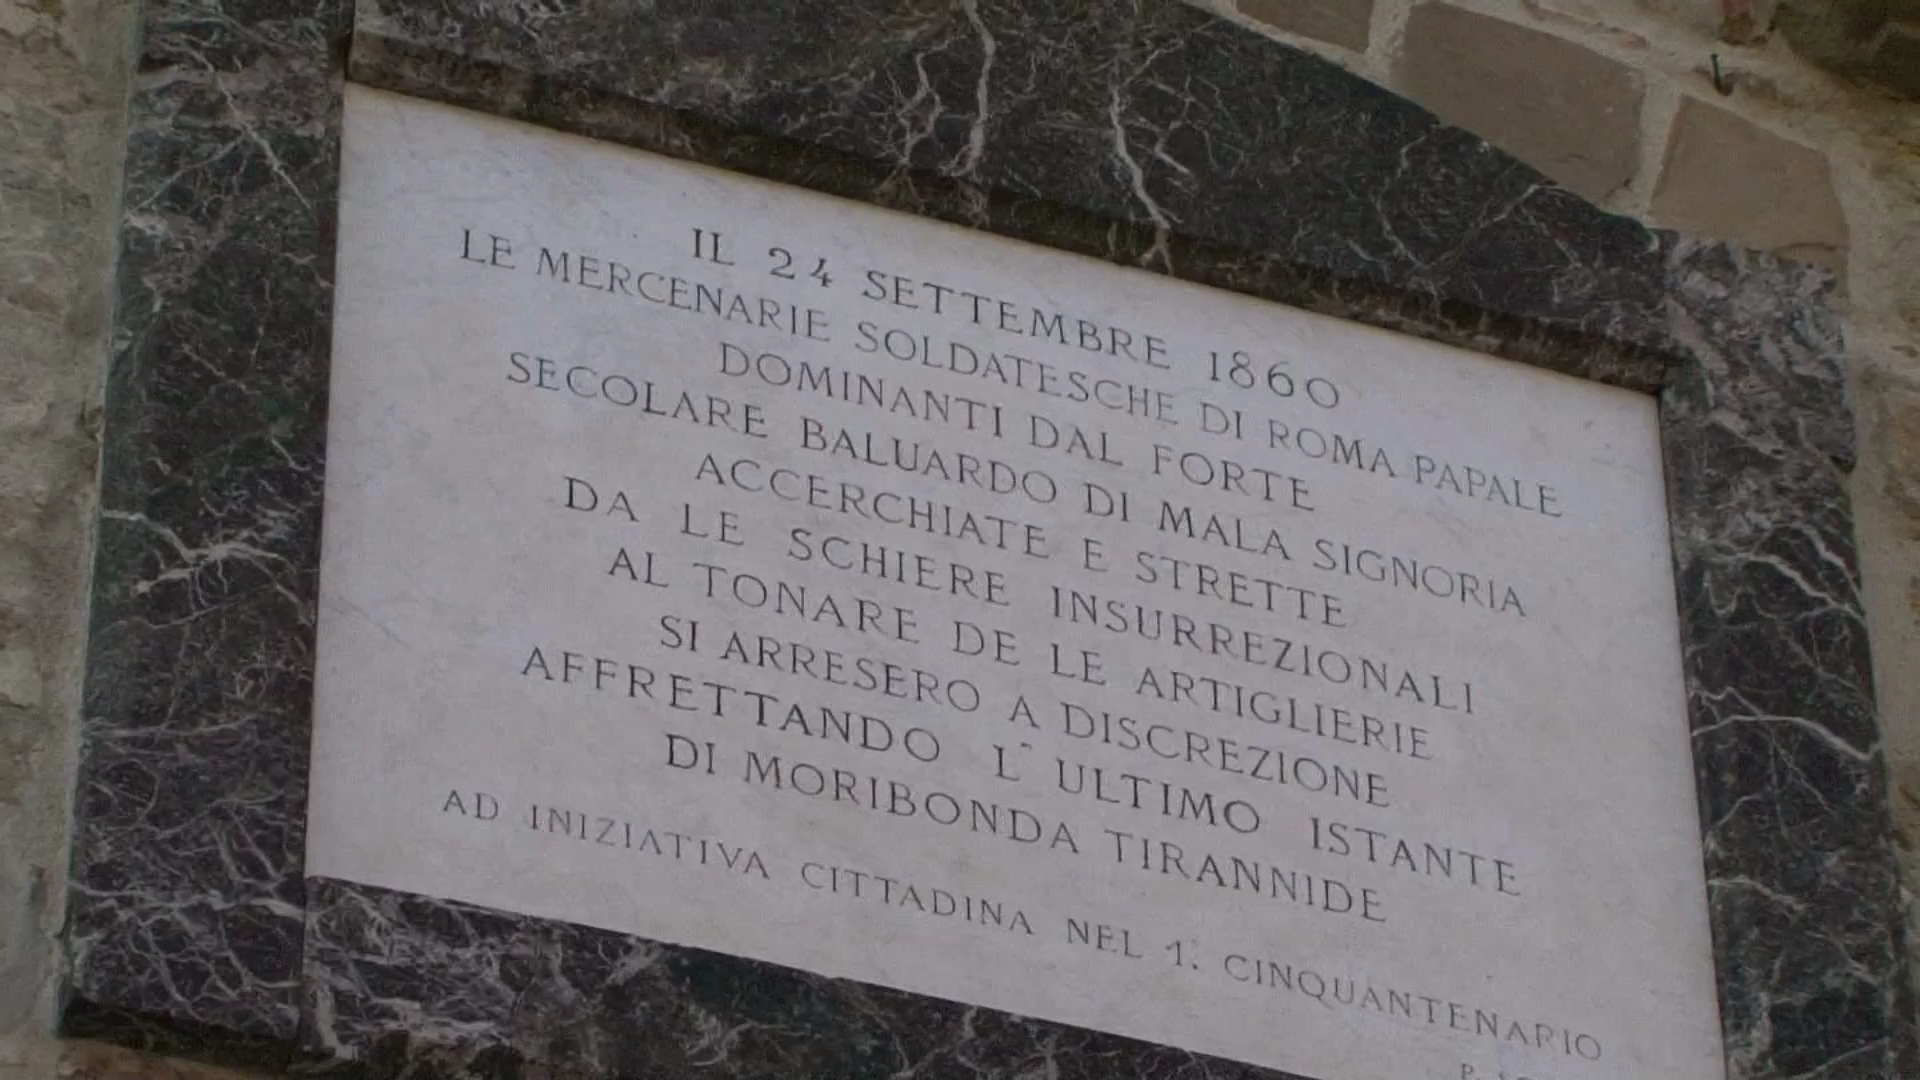 IL 24 SETTEMBRE 1860
LE MERCENARIE SOLDATESCHE DI ROMA PAPALE
DOMINANTI DAL FORTE
SECOLARE BALUARDO DI MALA SIGNORIA
ACCERCHIATE E STRETTE
DA LE SCHIERE INSURREZIONALI
AL TONARE DE LE ARTIGLIERIE
SI ARRESERO A DISCREZIONE
AFFRETTANDO L'ULTIMO ISTANTE
DI MORIBONDA TIRANNIDE
AD INIZIATIVA CITTADINA NEL 1. CINQUANTENARIO